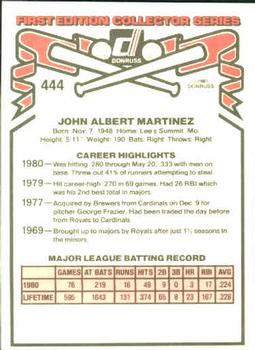 FIRST EDITION COLLECTOR SERIES
DONRUSS
444
1981
DONRUSS
JOHN ALBERT MARTINEZ
Born: Nov. 7, 1948 Home: Lee's Summit, Mo.
Height: 5'11" Weight: 190 Bats: Right Throws: Right
CAREER HIGHLIGHTS
1980— Was hitting .280 through May 20, .333 with men on
base. Threw out 41% of runners attempting to steal.
1979 — Hit career-high .270 in 69 games. Had 26 RBI which
was his 2nd best total in majors.
1977 — Acquired by Brewers from Cardinals on Dec. 9 for
pitcher George Frazier. Had been traded the day before
from Royals to Cardinals.
1969 — Brought up to majors by Royals after just 1½ seasons in
the minors.
MAJOR LEAGUE BATTING RECORD
GAMES AT BATS RUNS HITS 2B 3B HR RBI AVG
1980 76 219 16 49 9 0 3 17 .224
LIFETIME 595 1643 131 374 65 8 23 167 .228